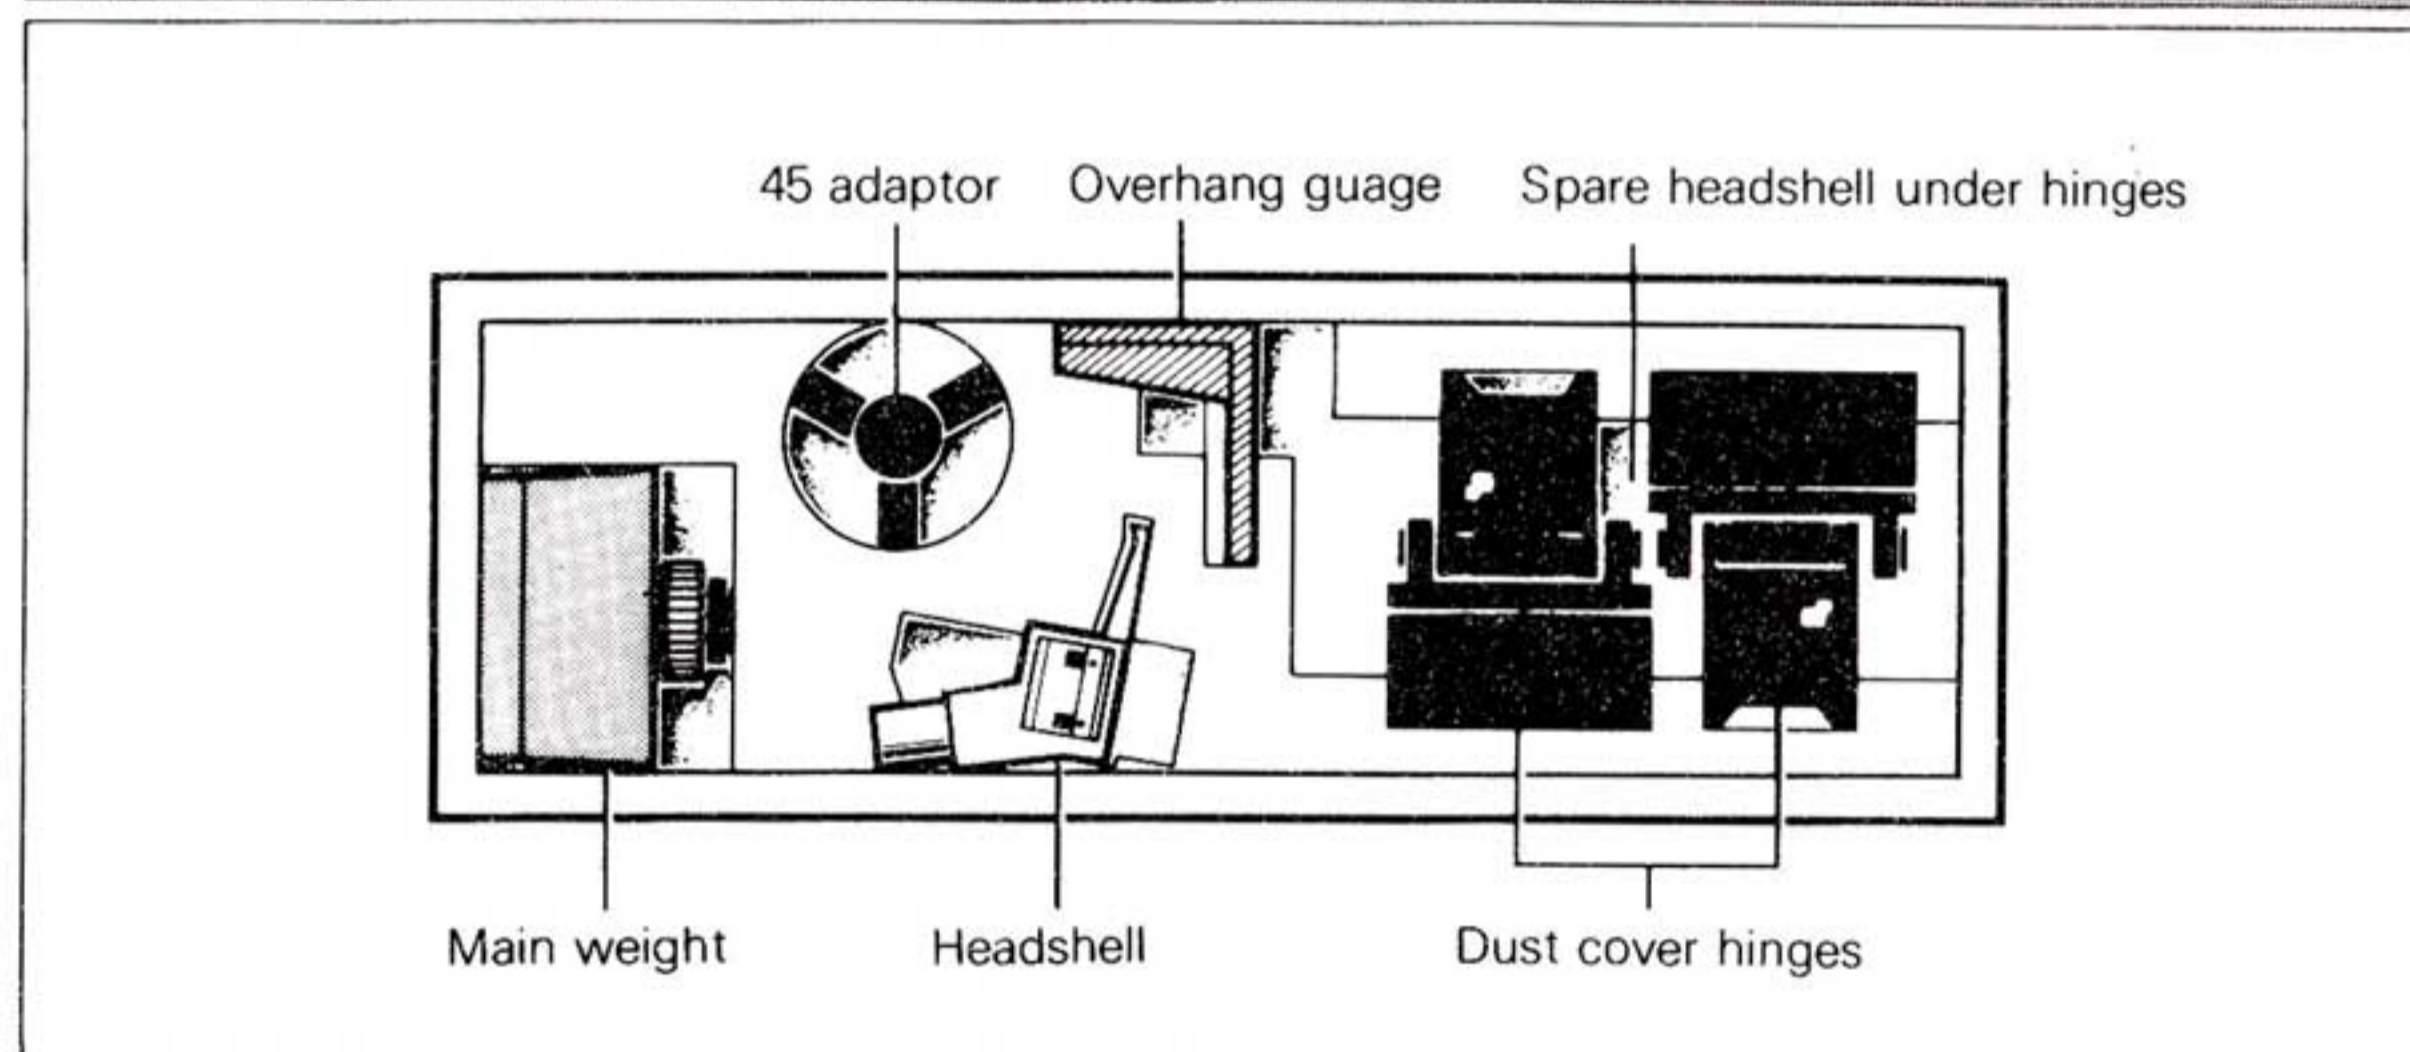 45 adaptor Overhang guage Spare headshell under hinges
Main weight Headshell Dust cover hinges